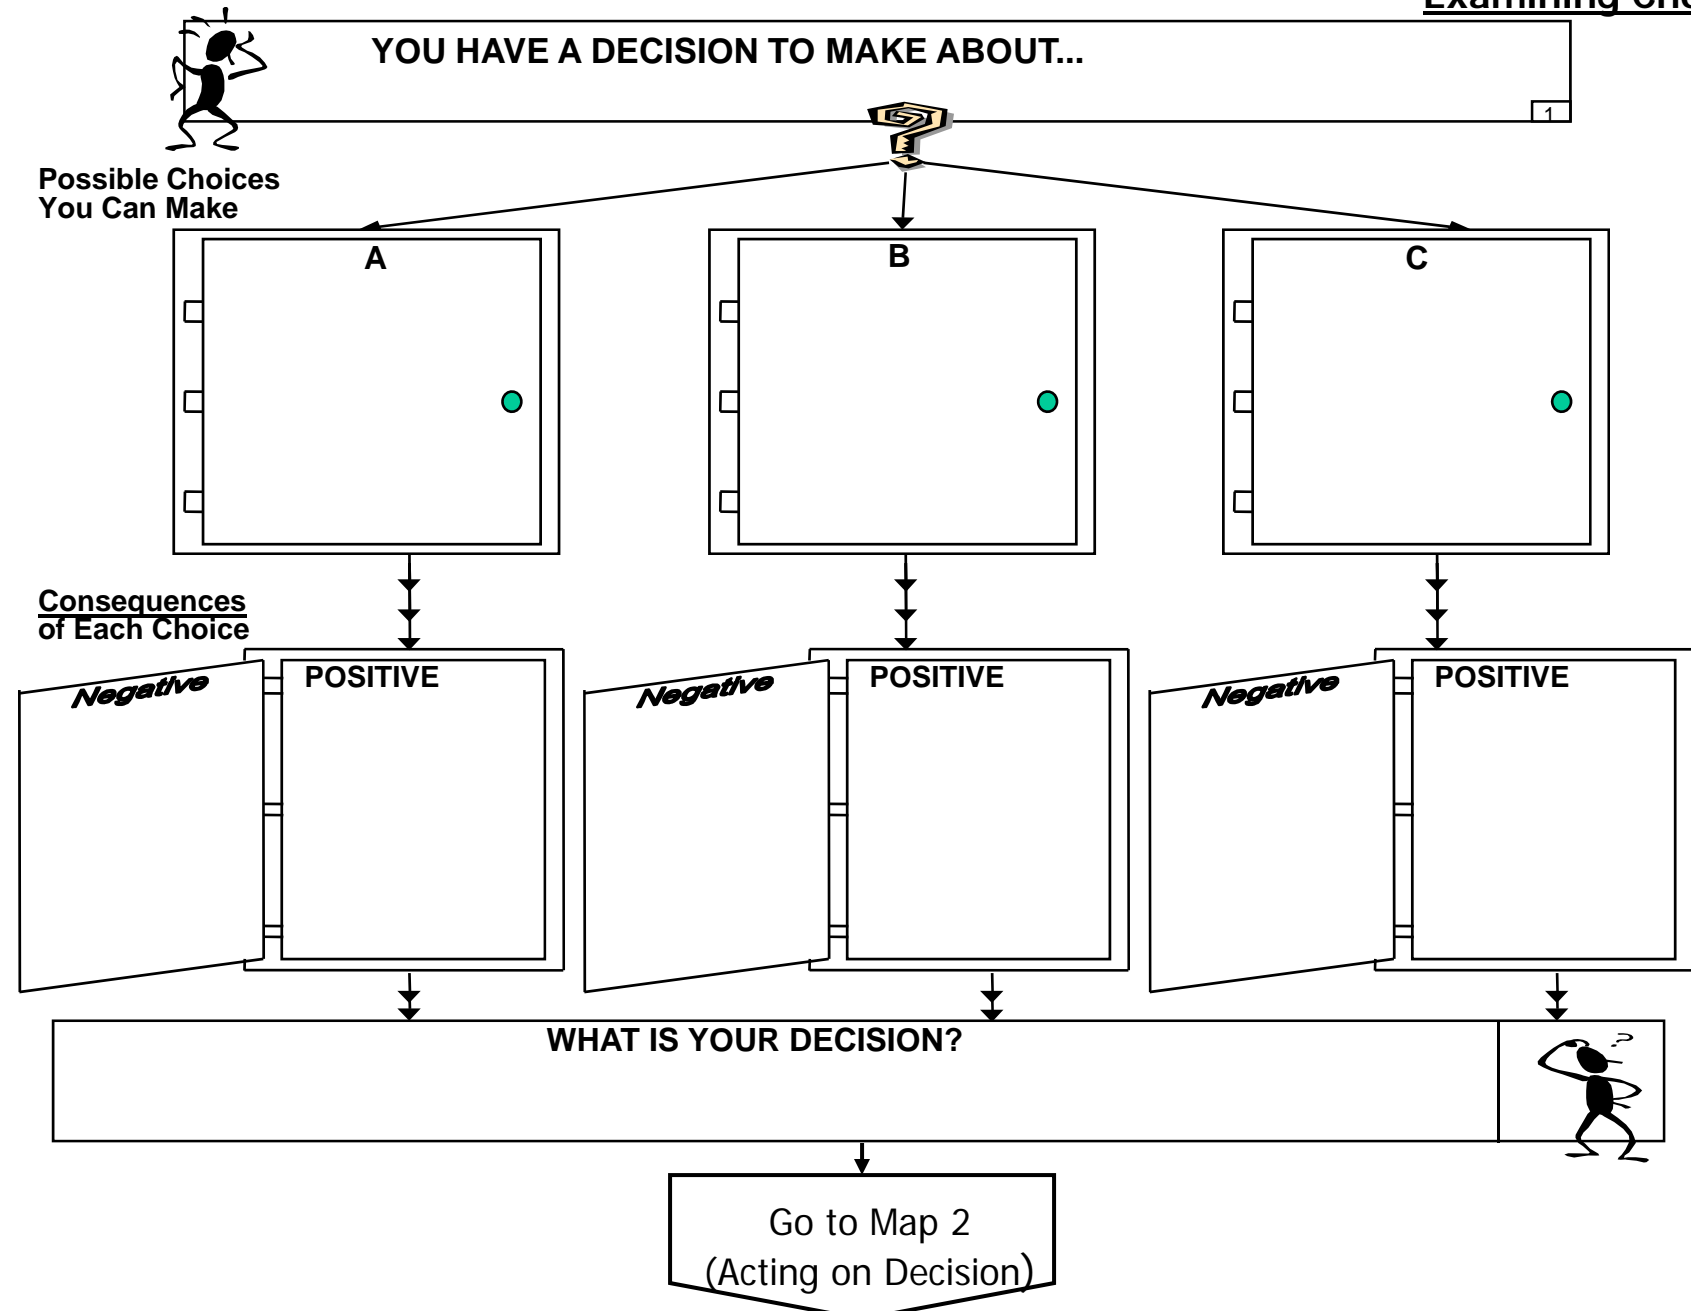 Examining
YOU HAVE A DECISION TO MAKE ABOUT...
1
Possible Choices
You Can Make
A
B
C
Consequences
of Each Choice
Negative
POSITIVE
Negative
POSITIVE
Negative
POSITIVE
WHAT IS YOUR DECISION?
?
Go to Map 2
(Acting on Decision)